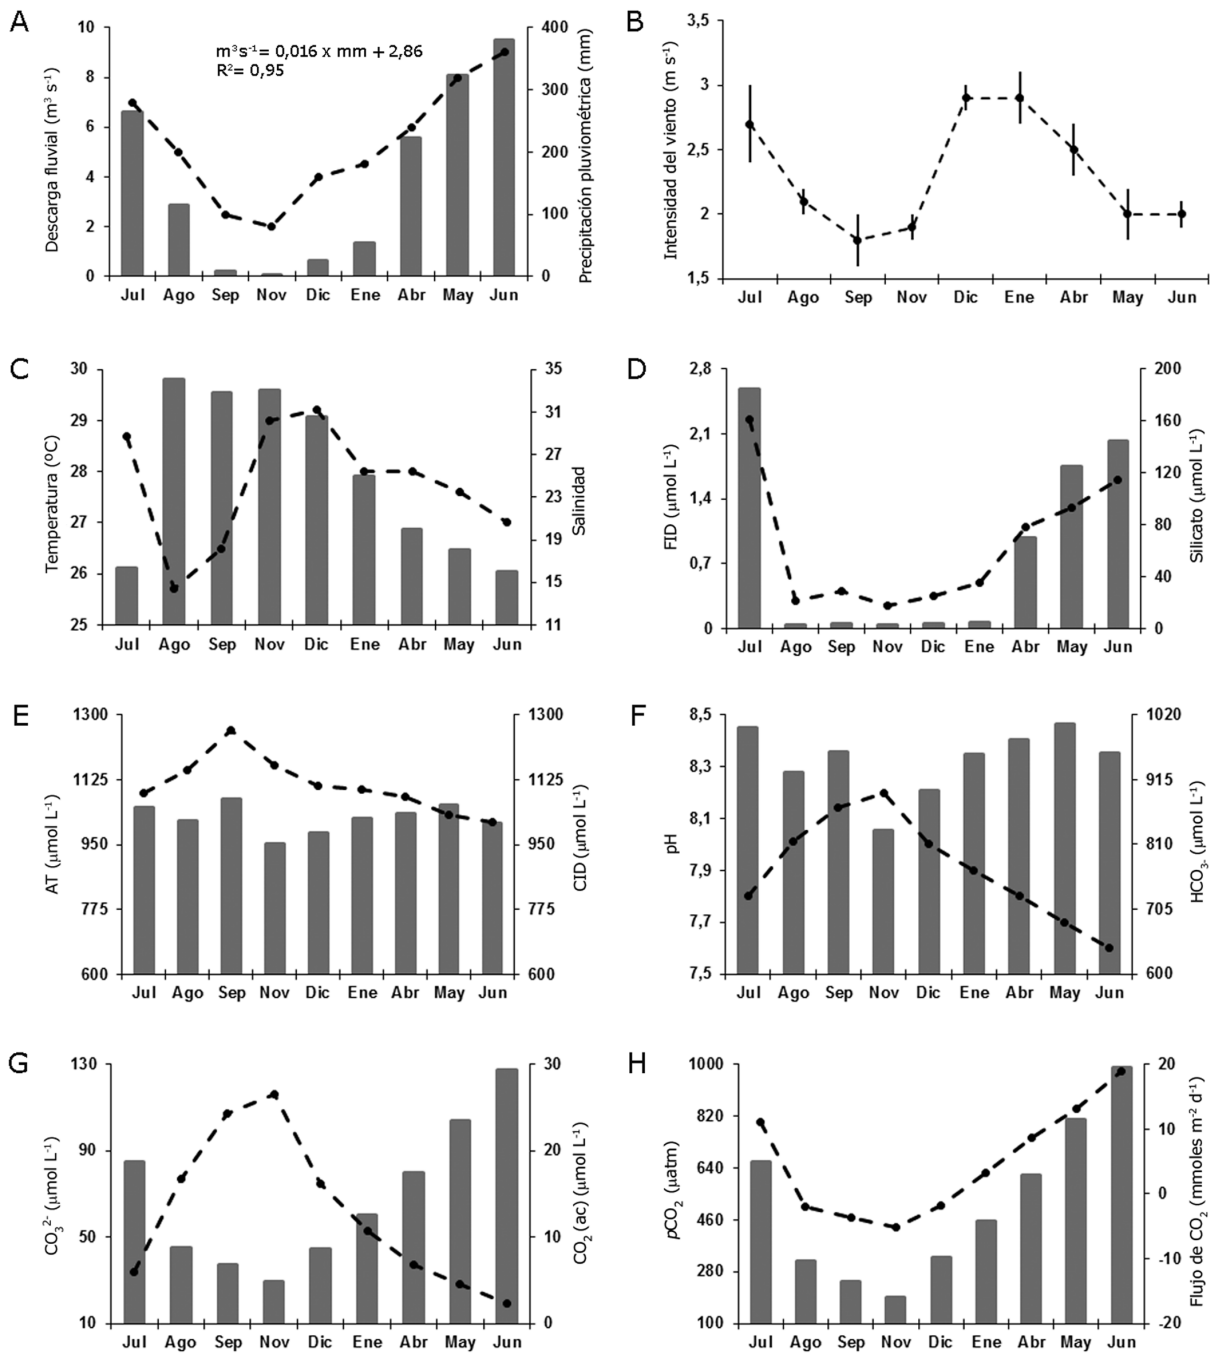 A
Descarga fluvial (m³ s⁻¹)
10
8
6
4
2
0
m³s⁻¹= 0,016 x mm + 2,86
R²= 0,95
400
300
200
100
0
Precipitación pluviométrica (mm)
Jul Ago Sep Nov Dic Ene Abr May Jun
B
Intensidad del viento (m s⁻¹)
3,5
3
2,5
2
1,5
Jul Ago Sep Nov Dic Ene Abr May Jun
C
Temperatura (ºC)
30
29
28
27
26
25
35
31
27
23
19
15
11
Salinidad
Jul Ago Sep Nov Dic Ene Abr May Jun
D
FID (µmol L⁻¹)
2,8
2,1
1,4
0,7
0
200
160
120
80
40
0
Silicato (µmol L⁻¹)
Jul Ago Sep Nov Dic Ene Abr May Jun
E
AT (µmol L⁻¹)
1300
1125
950
775
600
1300
1125
950
775
600
CID (µmol L⁻¹)
Jul Ago Sep Nov Dic Ene Abr May Jun
F
pH
8,5
8,3
8,1
7,9
7,7
7,5
1020
915
810
705
600
HCO₃₋ (µmol L⁻¹)
Jul Ago Sep Nov Dic Ene Abr May Jun
G
CO₃²⁻ (µmol L⁻¹)
130
90
50
10
30
20
10
0
CO₂ (ac) (µmol L⁻¹)
Jul Ago Sep Nov Dic Ene Abr May Jun
H
pCO₂ (µatm)
1000
820
640
460
280
100
20
10
0
-10
-20
Flujo de CO₂ (mmoles m⁻² d⁻¹)
Jul Ago Sep Nov Dic Ene Abr May Jun